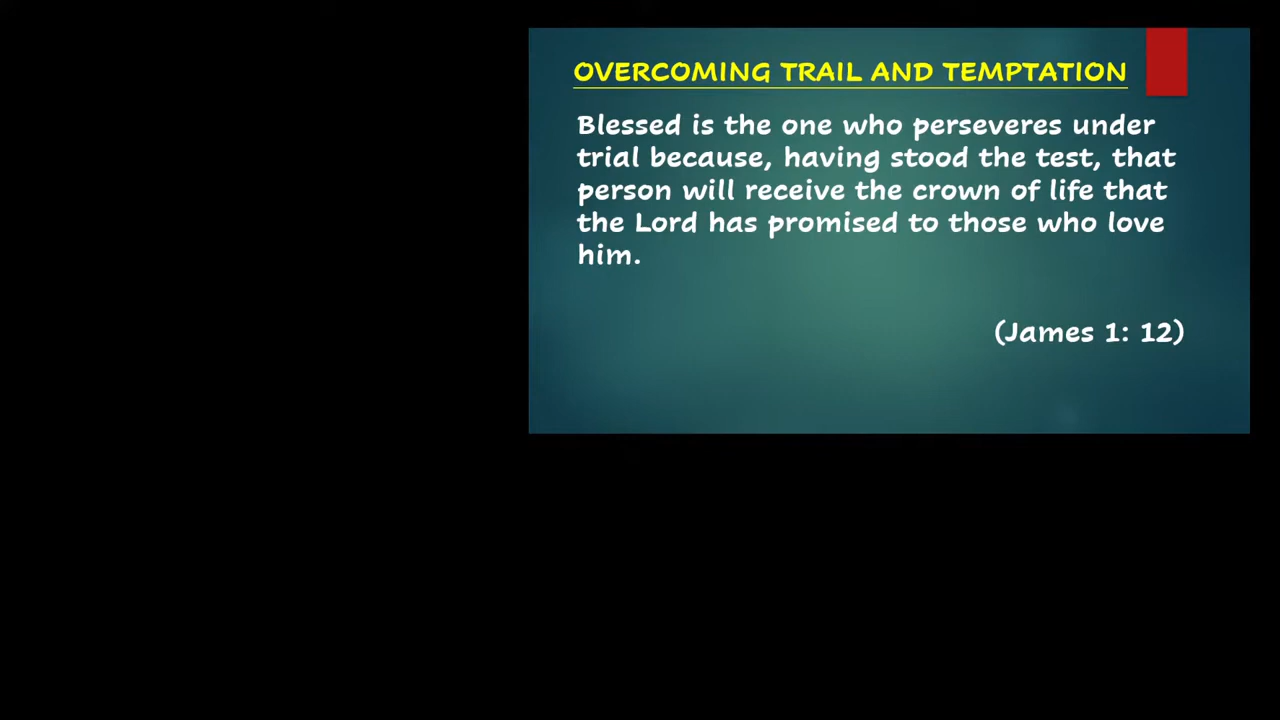 OVERCOMING TRAIL AND TEMPTATION
Blessed is the one who perseveres under
trial because, having stood the test, that
person will receive the crown of life that
the Lord has promised to those who love
him.
(James 1: 12)